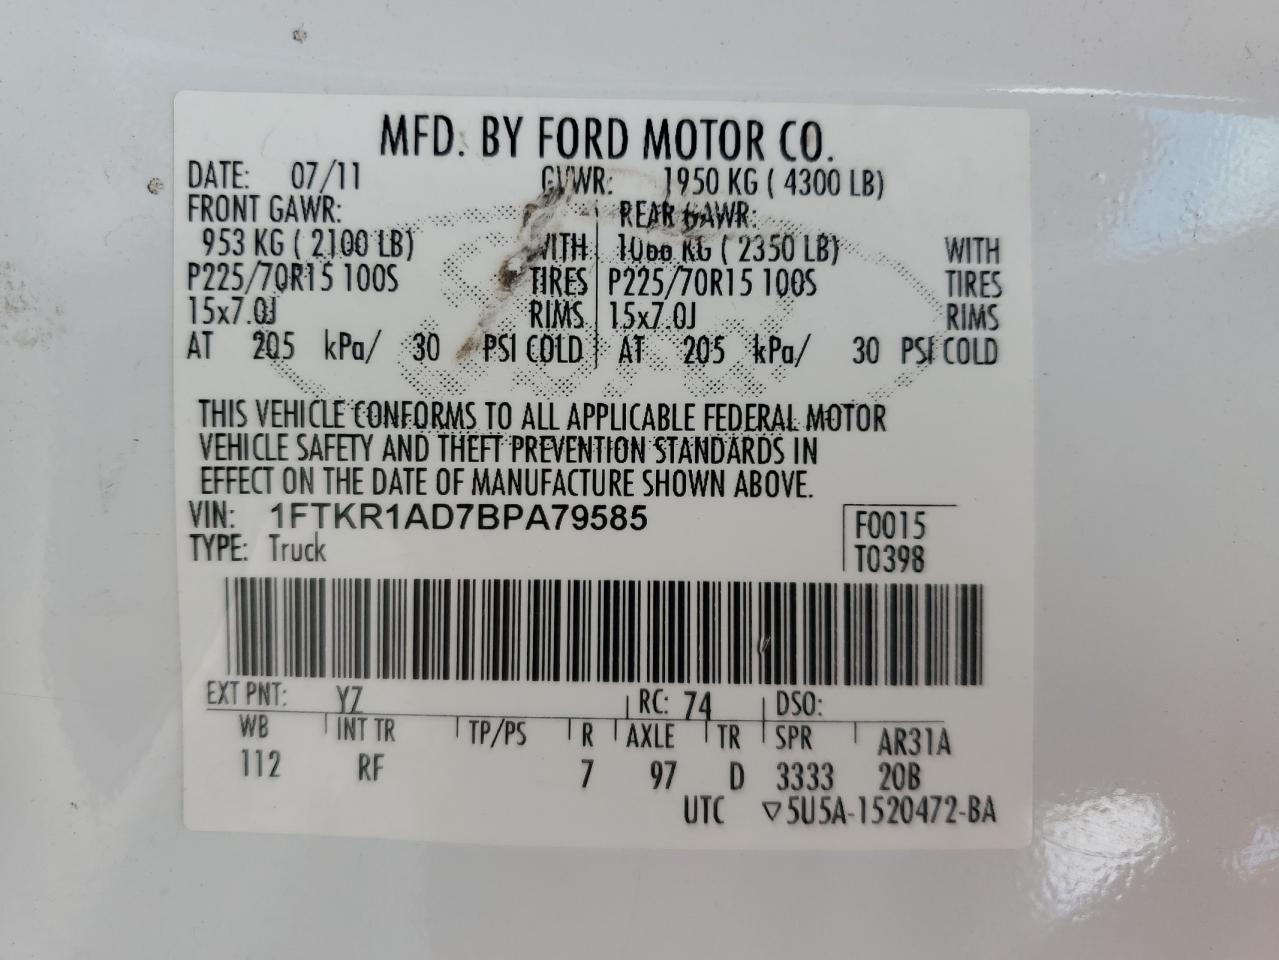 MFD. BY FORD MOTOR CO.
DATE: 07/11 GVWR: 1950 KG ( 4300 LB)
FRONT GAWR: REAR GAWR:
953 KG ( 2100 LB) WITH 1066 KG ( 2350 LB) WITH
P225/70R15 100S TIRES P225/70R15 100S TIRES
15x7.0J RIMS 15x7.0J RIMS
AT 205 kPa/ 30 PSI COLD AT 205 kPa/ 30 PSI COLD
THIS VEHICLE CONFORMS TO ALL APPLICABLE FEDERAL MOTOR
VEHICLE SAFETY AND THEFT PREVENTION STANDARDS IN
EFFECT ON THE DATE OF MANUFACTURE SHOWN ABOVE.
VIN: 1FTKR1AD7BPA79585 F0015
TYPE: Truck T0398
EXT PNT: YZ RC: 74 DSO:
WB INT TR TP/PS R AXLE TR SPR AR31A
112 RF 7 97 D 3333 20B
UTC ▽5U5A-1520472-BA